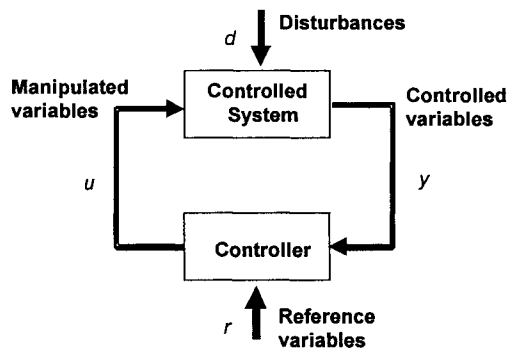 d
Disturbances
Manipulated
variables
Controlled
System
Controlled
variables
u
y
Controller
r
Reference
variables